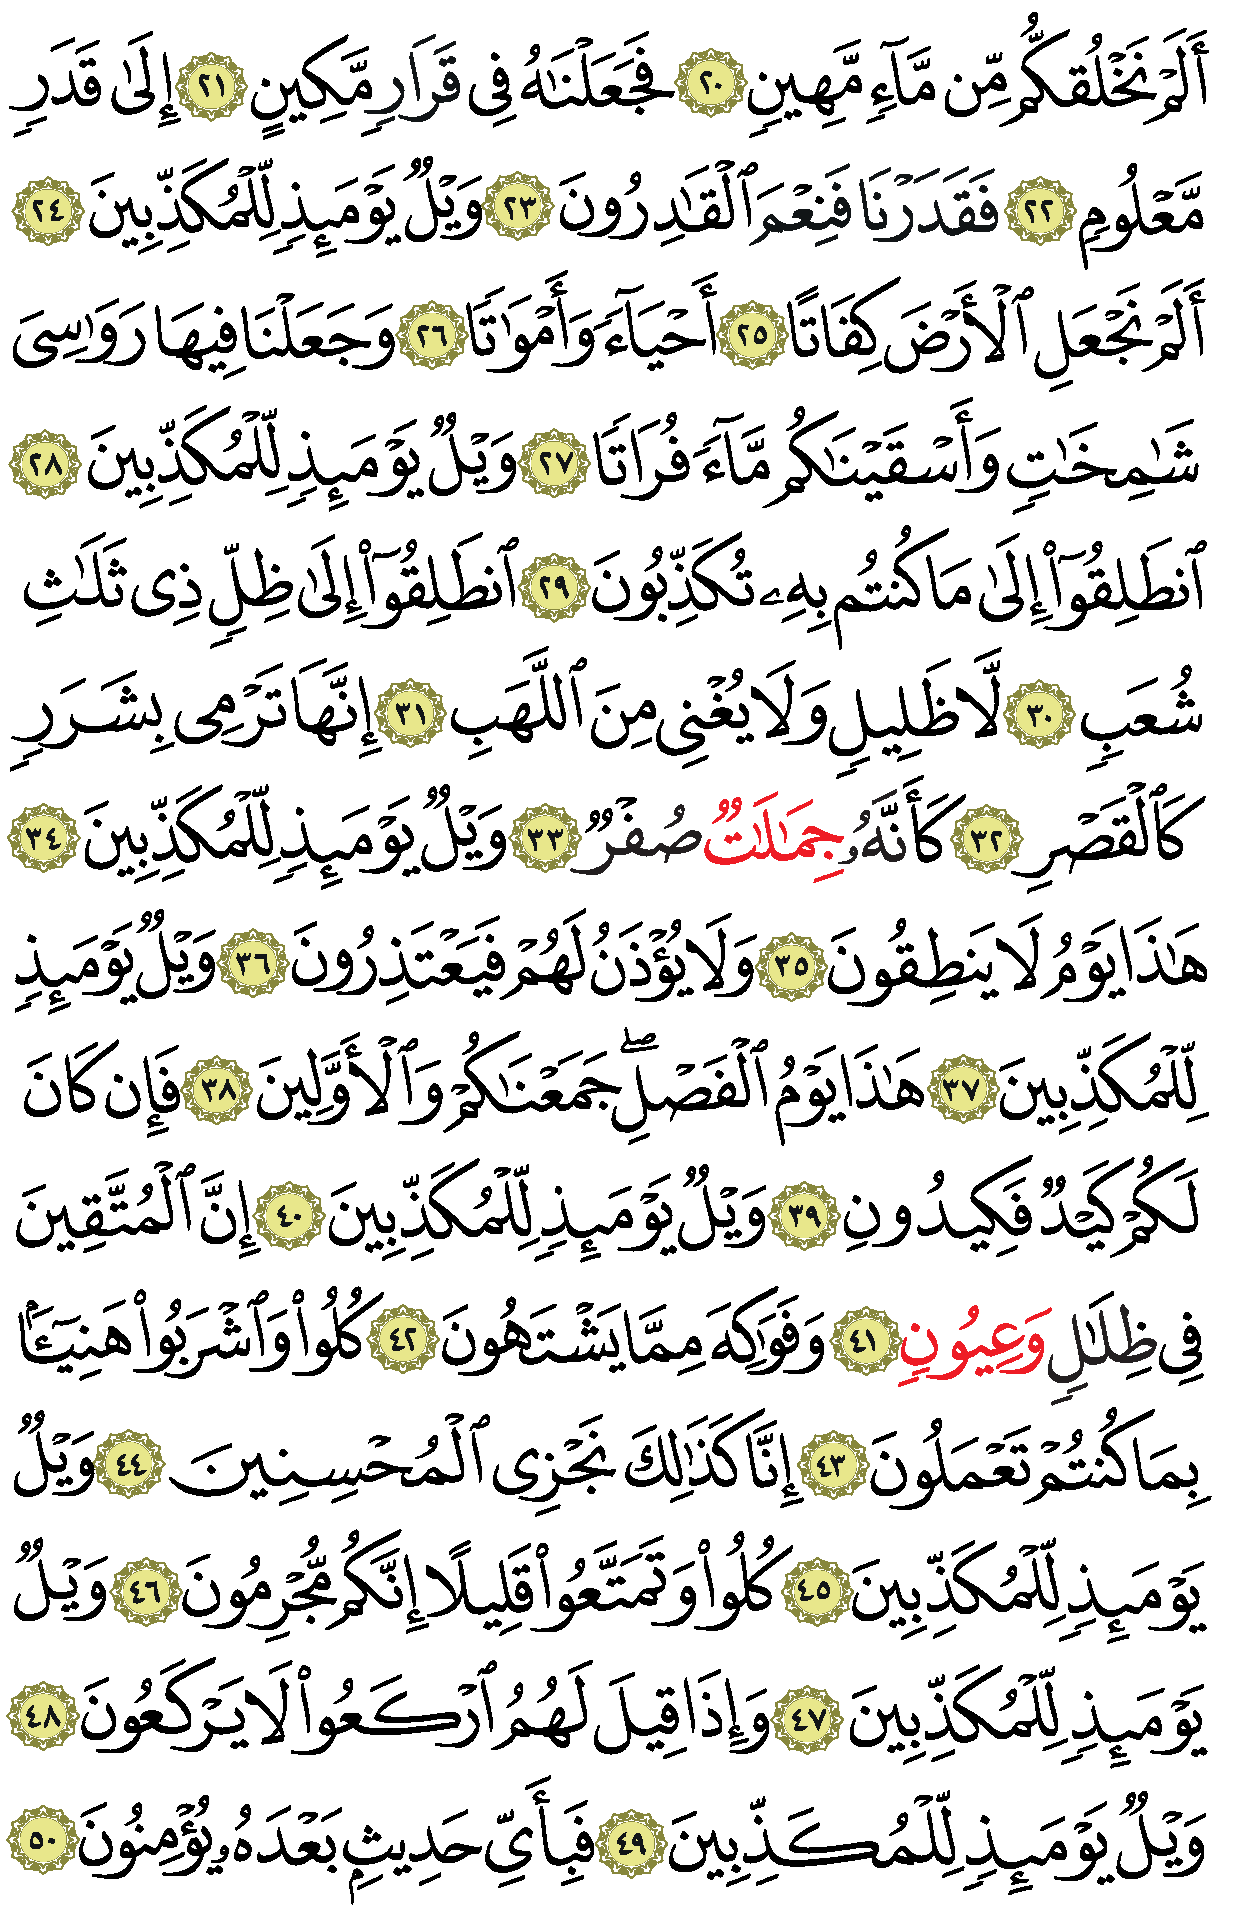 أَلَمْ نَخْلُقكُّم مِّن مَّآءٍ مَّهِينٍ ٢٠ فَجَعَلْنَٰهُ فِى قَرَارٍ مَّكِينٍ ٢١ إِلَىٰ قَدَرٍ
مَّعْلُومٍ ٢٢ فَقَدَرْنَا فَنِعْمَ ٱلْقَٰدِرُونَ ٢٣ وَيْلٌ يَوْمَئِذٍ لِّلْمُكَذِّبِينَ ٢٤
أَلَمْ نَجْعَلِ ٱلْأَرْضَ كِفَاتًا ٢٥ أَحْيَآءً وَأَمْوَٰتًا ٢٦ وَجَعَلْنَا فِيهَا رَوَٰسِىَ
شَٰمِخَٰتٍ وَأَسْقَيْنَٰكُم مَّآءً فُرَاتًا ٢٧ وَيْلٌ يَوْمَئِذٍ لِّلْمُكَذِّبِينَ ٢٨
ٱنطَلِقُوٓا۟ إِلَىٰ مَا كُنتُم بِهِۦ تُكَذِّبُونَ ٢٩ ٱنطَلِقُوٓا۟ إِلَىٰ ظِلٍّ ذِى ثَلَٰثِ
شُعَبٍ ٣٠ لَّا ظَلِيلٍ وَلَا يُغْنِى مِنَ ٱللَّهَبِ ٣١ إِنَّهَا تَرْمِى بِشَرَرٍ
كَٱلْقَصْرِ ٣٢ كَأَنَّهُۥ جِمَٰلَٰتٌ صُفْرٌ ٣٣ وَيْلٌ يَوْمَئِذٍ لِّلْمُكَذِّبِينَ ٣٤
هَٰذَا يَوْمُ لَا يَنطِقُونَ ٣٥ وَلَا يُؤْذَنُ لَهُمْ فَيَعْتَذِرُونَ ٣٦ وَيْلٌ يَوْمَئِذٍ
لِّلْمُكَذِّبِينَ ٣٧ هَٰذَا يَوْمُ ٱلْفَصْلِ ۖ جَمَعْنَٰكُمْ وَٱلْأَوَّلِينَ ٣٨ فَإِن كَانَ
لَكُمْ كَيْدٌ فَكِيدُونِ ٣٩ وَيْلٌ يَوْمَئِذٍ لِّلْمُكَذِّبِينَ ٤٠ إِنَّ ٱلْمُتَّقِينَ
فِى ظِلَٰلٍ وَعِيُونٍ ٤١ وَفَوَٰكِهَ مِمَّا يَشْتَهُونَ ٤٢ كُلُوا۟ وَٱشْرَبُوا۟ هَنِيٓـًٔۢا
بِمَا كُنتُمْ تَعْمَلُونَ ٤٣ إِنَّا كَذَٰلِكَ نَجْزِى ٱلْمُحْسِنِينَ ٤٤ وَيْلٌ
يَوْمَئِذٍ لِّلْمُكَذِّبِينَ ٤٥ كُلُوا۟ وَتَمَتَّعُوا۟ قَلِيلًا إِنَّكُم مُّجْرِمُونَ ٤٦ وَيْلٌ
يَوْمَئِذٍ لِّلْمُكَذِّبِينَ ٤٧ وَإِذَا قِيلَ لَهُمُ ٱرْكَعُوا۟ لَا يَرْكَعُونَ ٤٨
وَيْلٌ يَوْمَئِذٍ لِّلْمُكَذِّبِينَ ٤٩ فَبِأَىِّ حَدِيثٍۭ بَعْدَهُۥ يُؤْمِنُونَ ٥٠